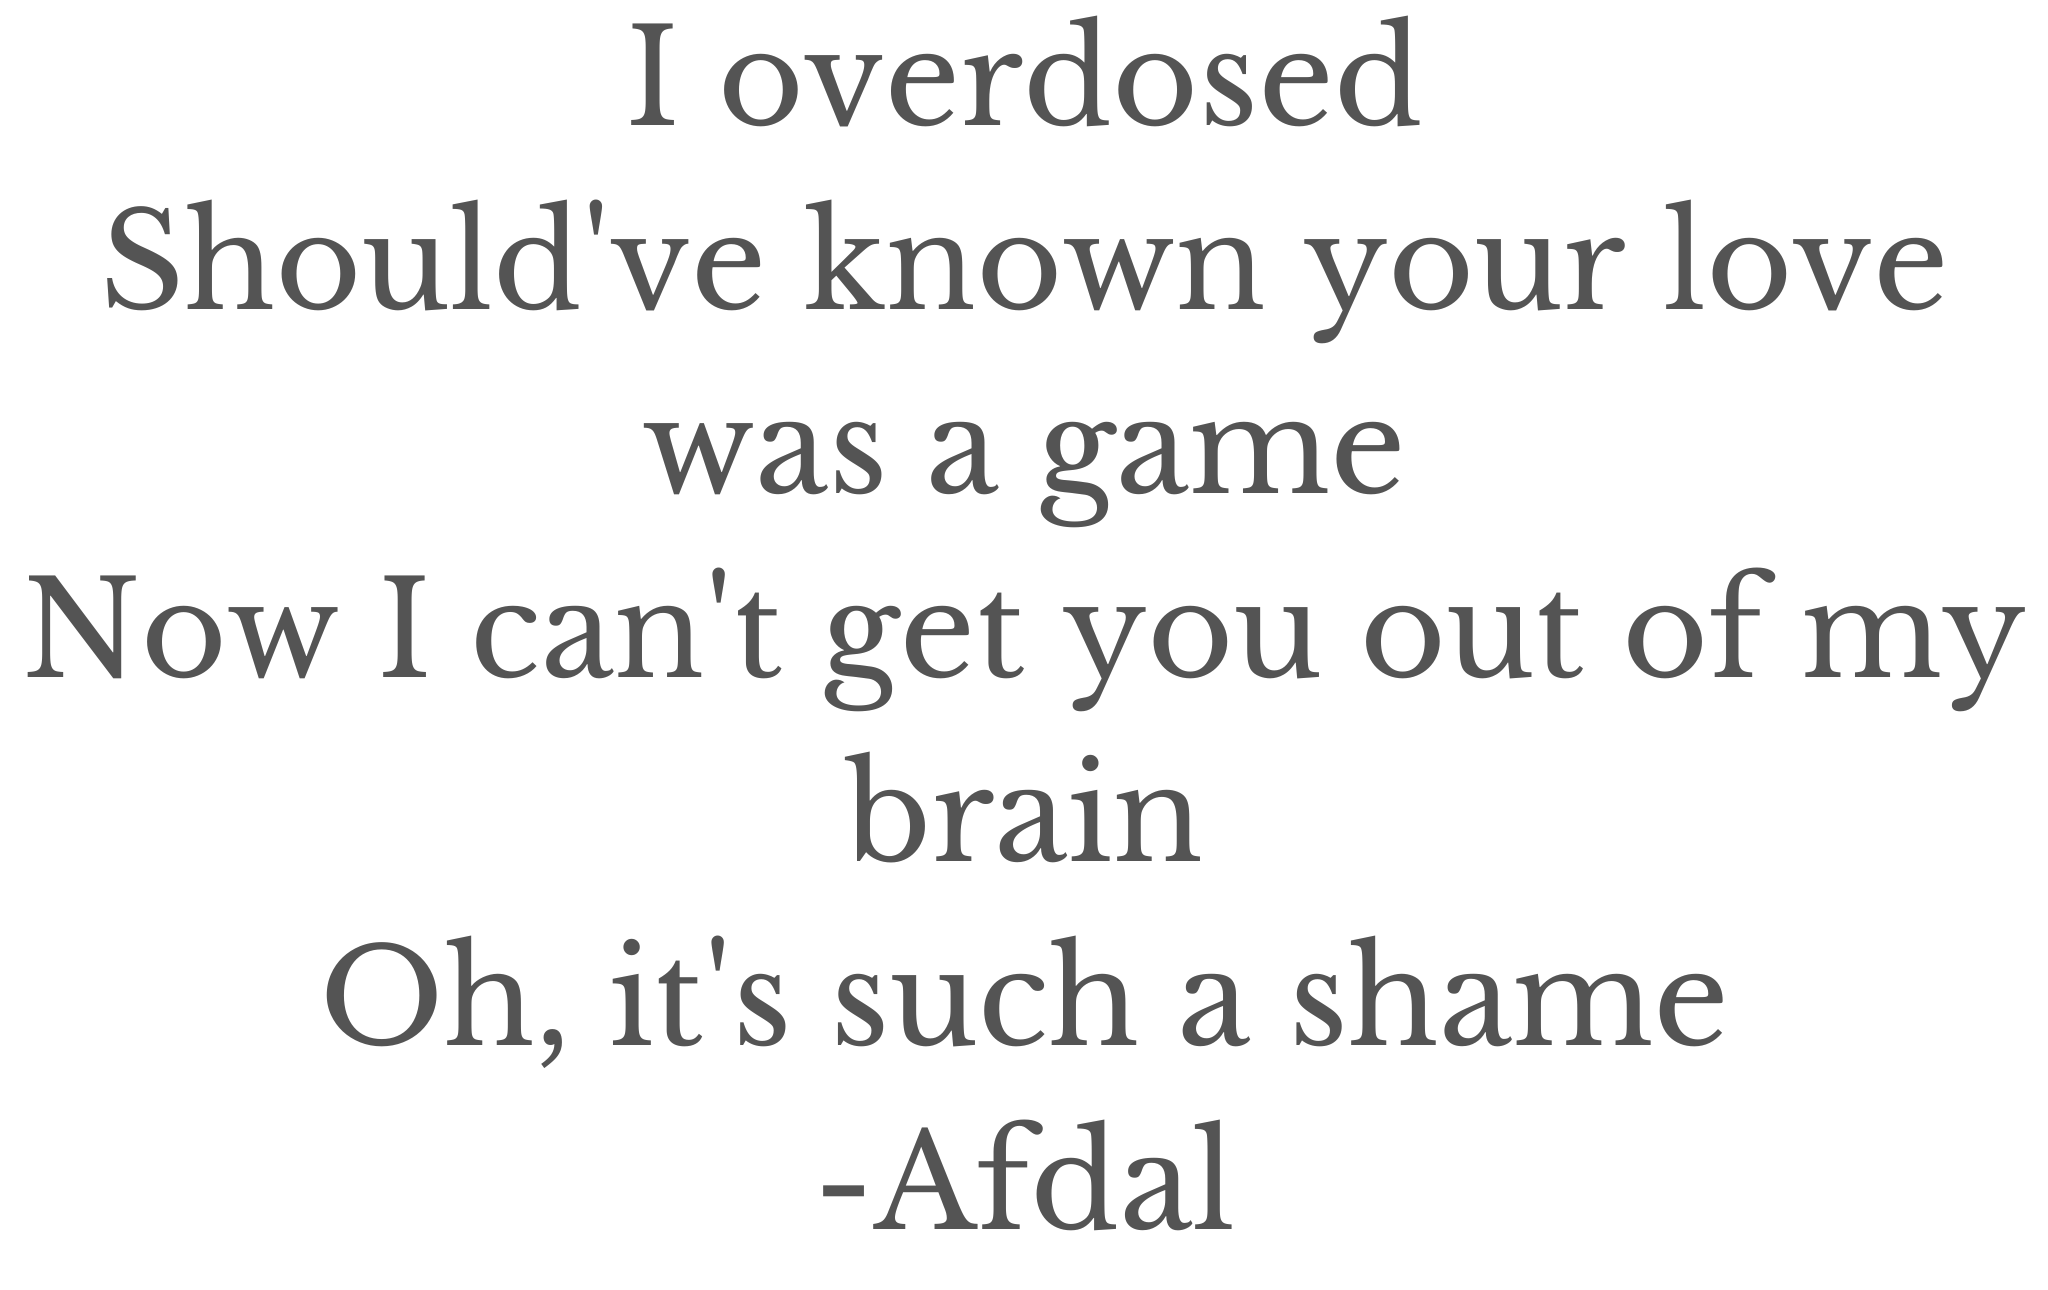 I overdosed
Should've known your love
was a game
Now I can't get you out of my
brain
Oh, it's such a shame
-Afdal